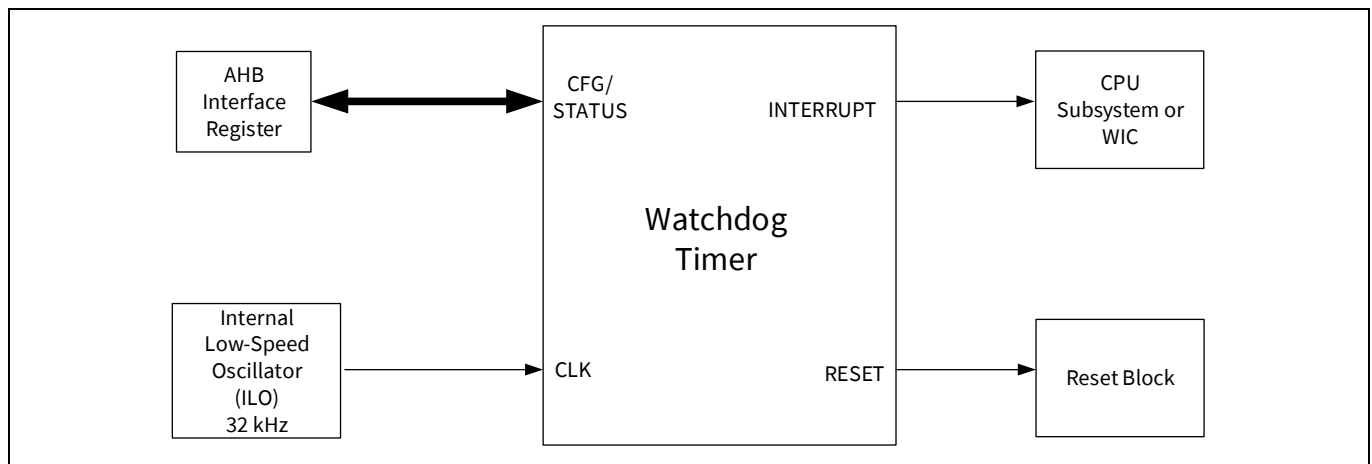 AHB
Interface
Register
CFG/
STATUS
INTERRUPT
CPU
Subsystem or
WIC
Watchdog
Timer
Internal
Low-Speed
Oscillator
(ILO)
32 kHz
CLK
RESET
Reset Block